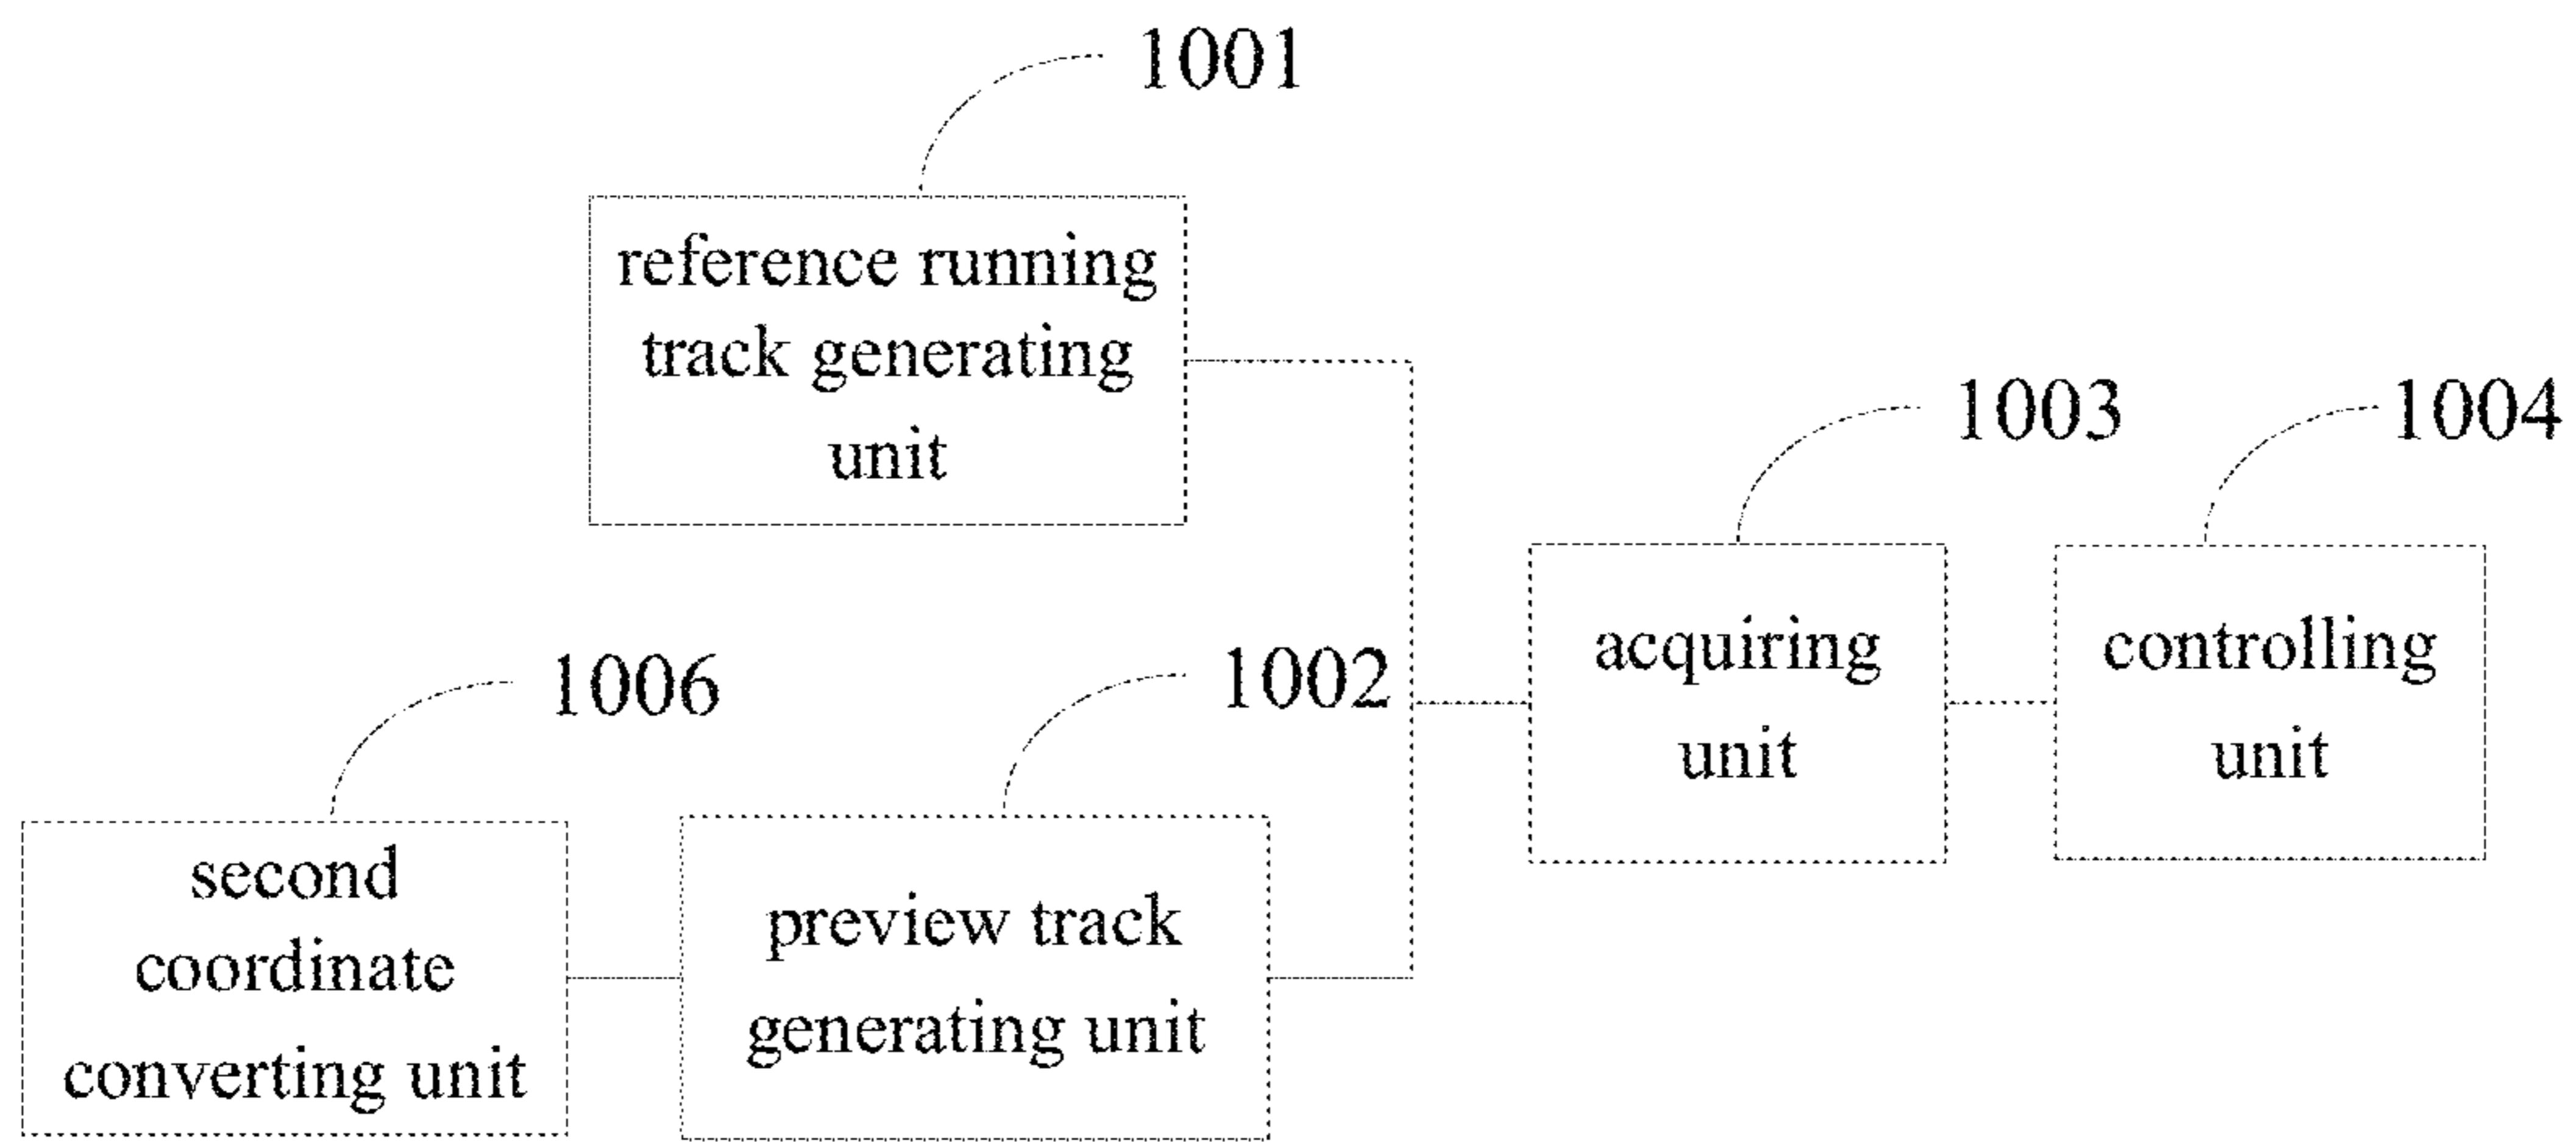 1001
reference running
track generating
unit
1003
1004
acquiring
unit
controlling
unit
1006
1002
second
coordinate
converting unit
preview track
generating unit